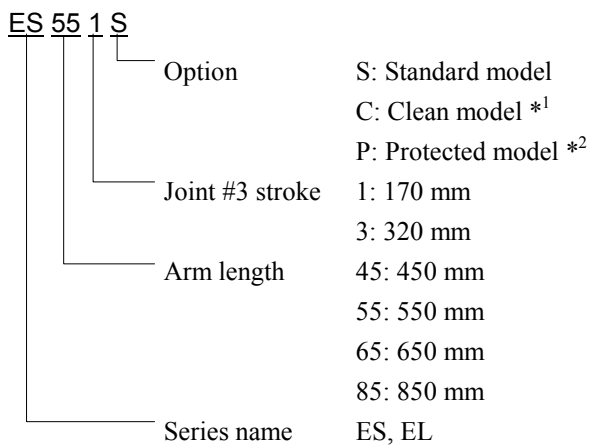 ES 55 1 S
Option S: Standard model
C: Clean model *1
P: Protected model *2
Joint #3 stroke 1: 170 mm
3: 320 mm
Arm length 45: 450 mm
55: 550 mm
65: 650 mm
85: 850 mm
Series name ES, EL